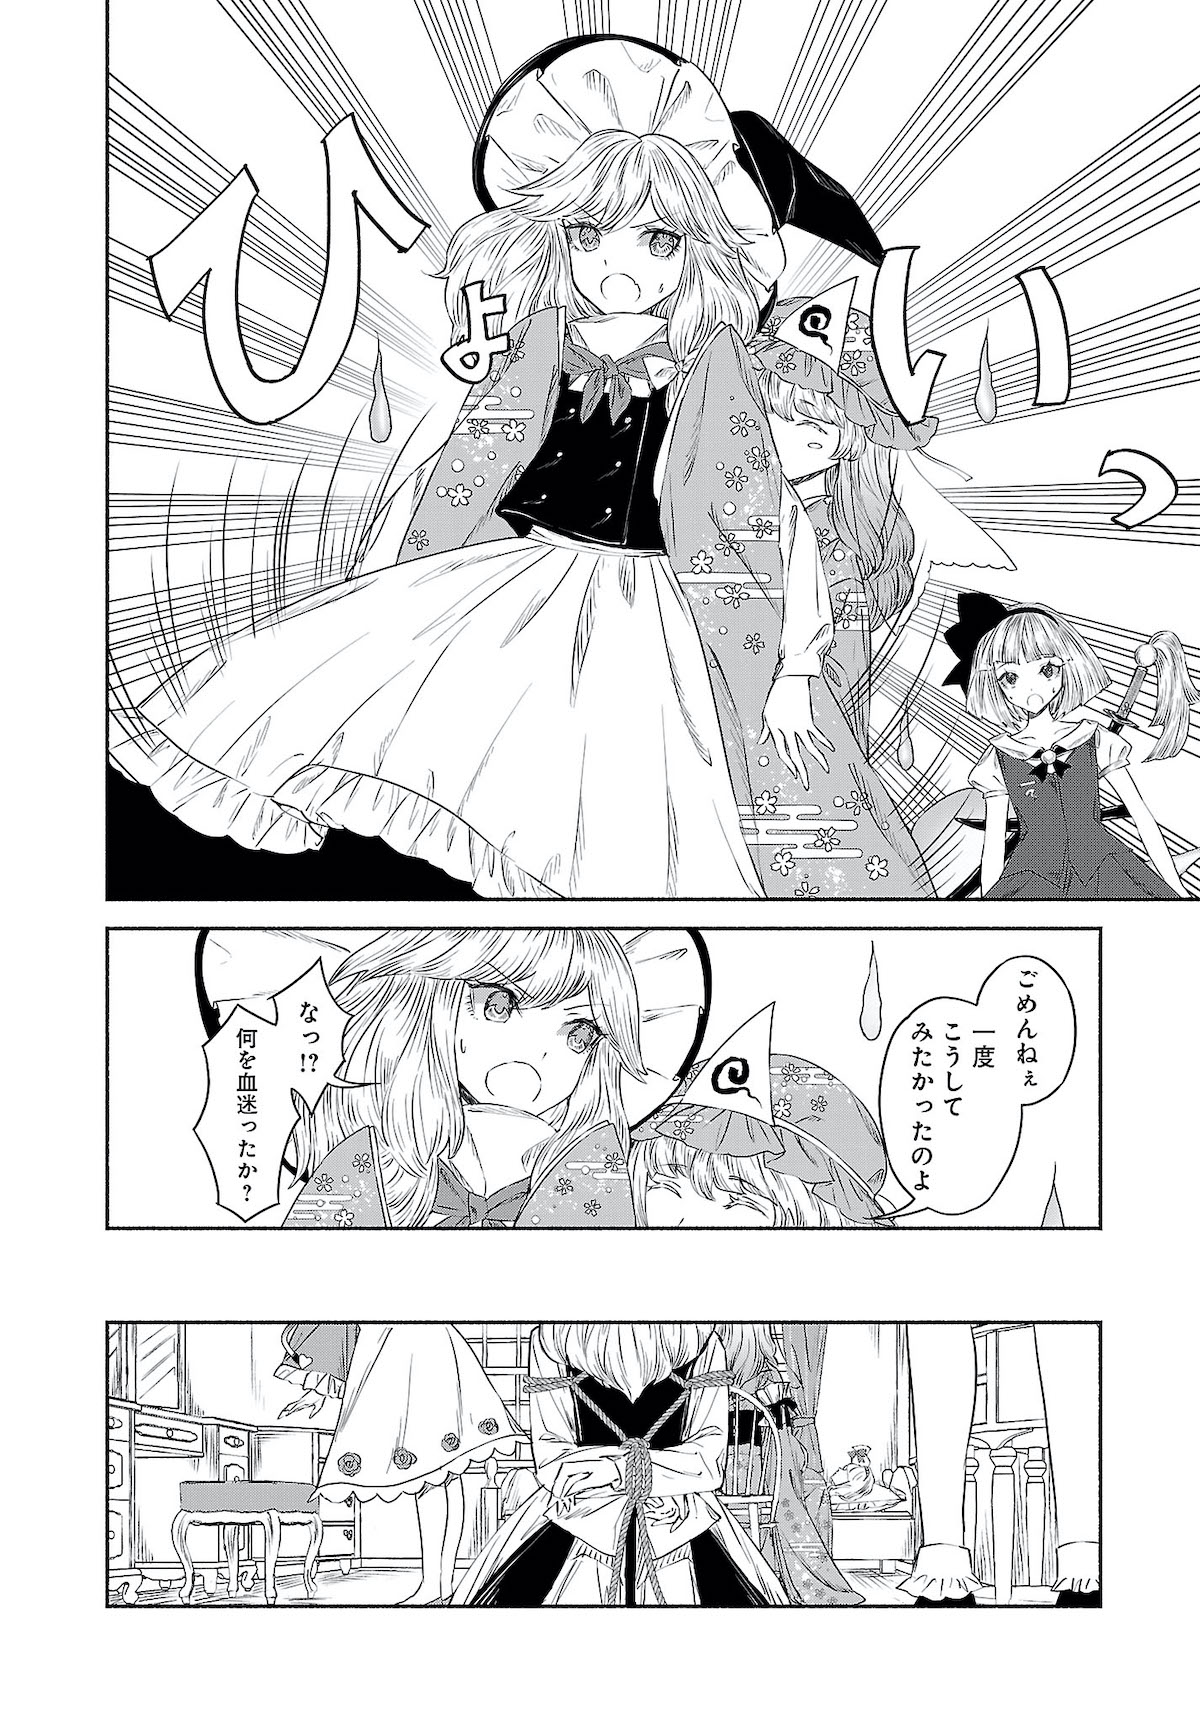 ひょいっ
ごめんねぇ
一度
こうして
みたかったのよ
なっ!?
何を血迷ったか?